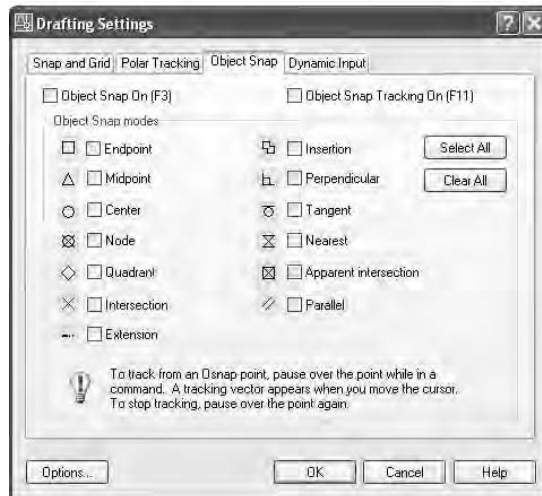 Drafting Settings
Snap and Grid Polar Tracking Object Snap Dynamic Input
Object Snap On (F3) Object Snap Tracking On (F11)
Object Snap modes
Endpoint Insertion Select All
Midpoint Perpendicular Clear All
Center Tangent
Node Nearest
Quadrant Apparent intersection
Intersection Parallel
Extension
To track from an Osnap point, pause over the point while in a
command. A tracking vector appears when you move the cursor.
To stop tracking, pause over the point again.
Options... OK Cancel Help